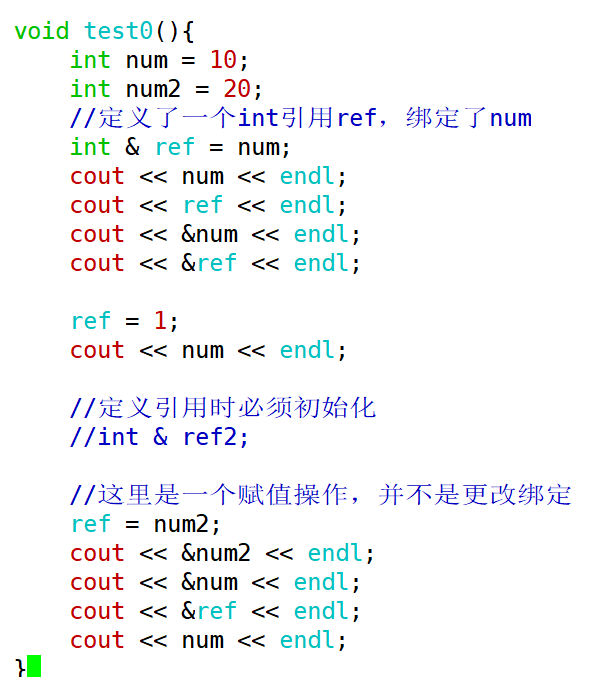 void test0(){
    int num = 10;
    int num2 = 20;
    //定义了一个int引用ref，绑定了num
    int & ref = num;
    cout << num << endl;
    cout << ref << endl;
    cout << &num << endl;
    cout << &ref << endl;

    ref = 1;
    cout << num << endl;

    //定义引用时必须初始化
    //int & ref2;

    //这里是一个赋值操作，并不是更改绑定
    ref = num2;
    cout << &num2 << endl;
    cout << &num << endl;
    cout << &ref << endl;
    cout << num << endl;
}